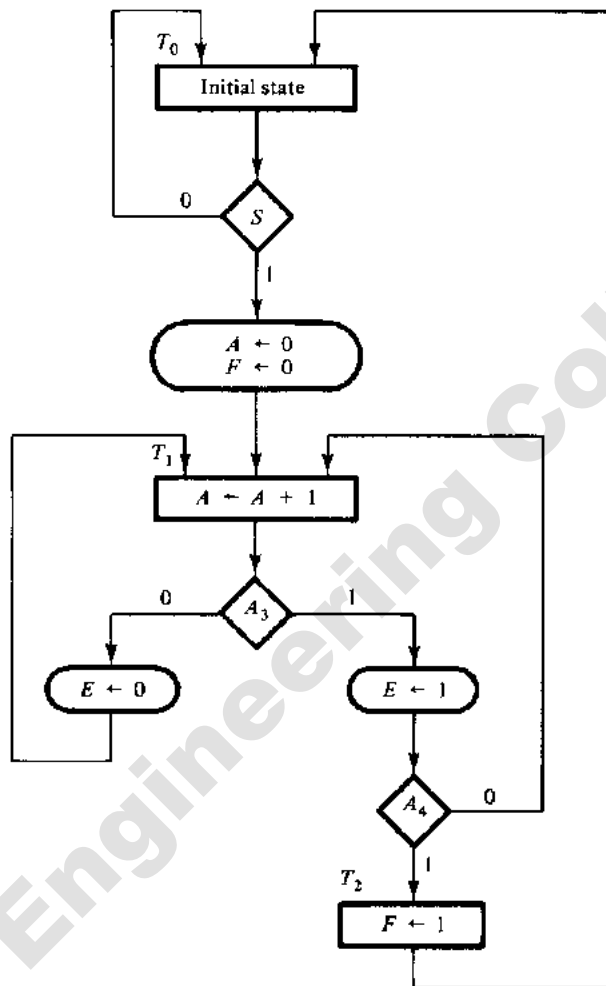 T₀
Initial state
0
S
1
A ← 0
F ← 0
T₁
A ← A + 1
0
A₃
1
E ← 0
E ← 1
A₄
0
1
T₂
F ← 1
Engineering Col